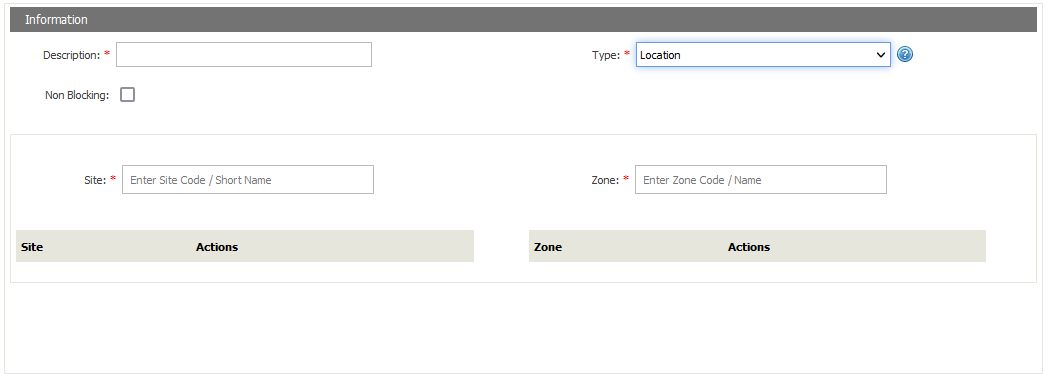 Information
Description: * Type: * Location ?
Non Blocking:
Site: * Enter Site Code / Short Name Zone: * Enter Zone Code / Name
Site Actions Zone Actions